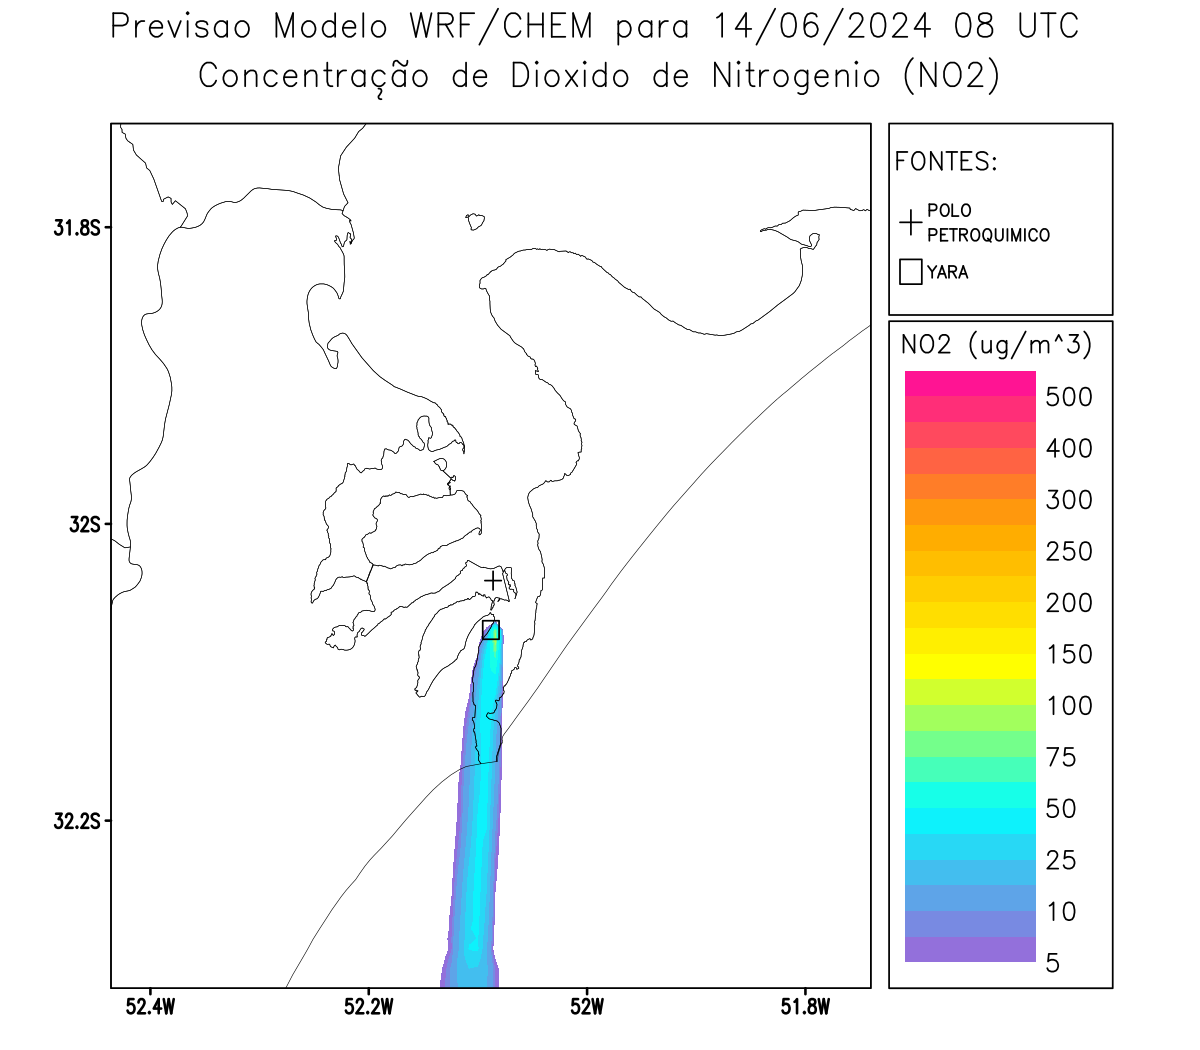 Previsao Modelo WRF/CHEM para 14/06/2024 08 UTC
Concentração de Dioxido de Nitrogenio (NO2)
FONTES:
POLO
PETROQUIMICO
YARA
31.8S
32S
32.2S
52.4W
52.2W
52W
51.8W
NO2 (ug/m^3)
500
400
300
250
200
150
100
75
50
25
10
5